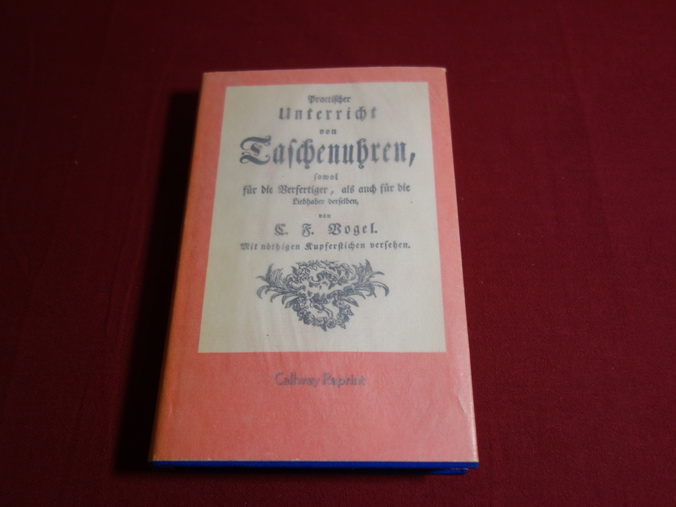 Practischer
Unterricht
vom
Taschenuhren,
sowol
für die Verfertiger, als auch für die
Liebhaber derselben,
von
C. F. Vogel.
Mit nöthigen Kupferstichen versehen.
Callwey Reprint